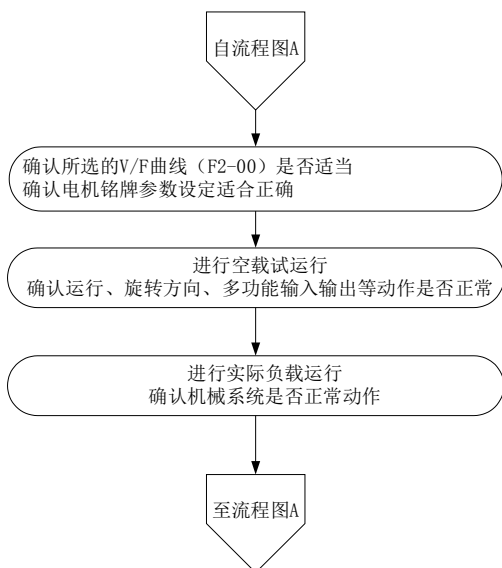 自流程图A
确认所选的V/F曲线（F2-00）是否适当
确认电机铭牌参数设定适合正确
进行空载试运行
确认运行、旋转方向、多功能输入输出等动作是否正常
进行实际负载运行
确认机械系统是否正常动作
至流程图A